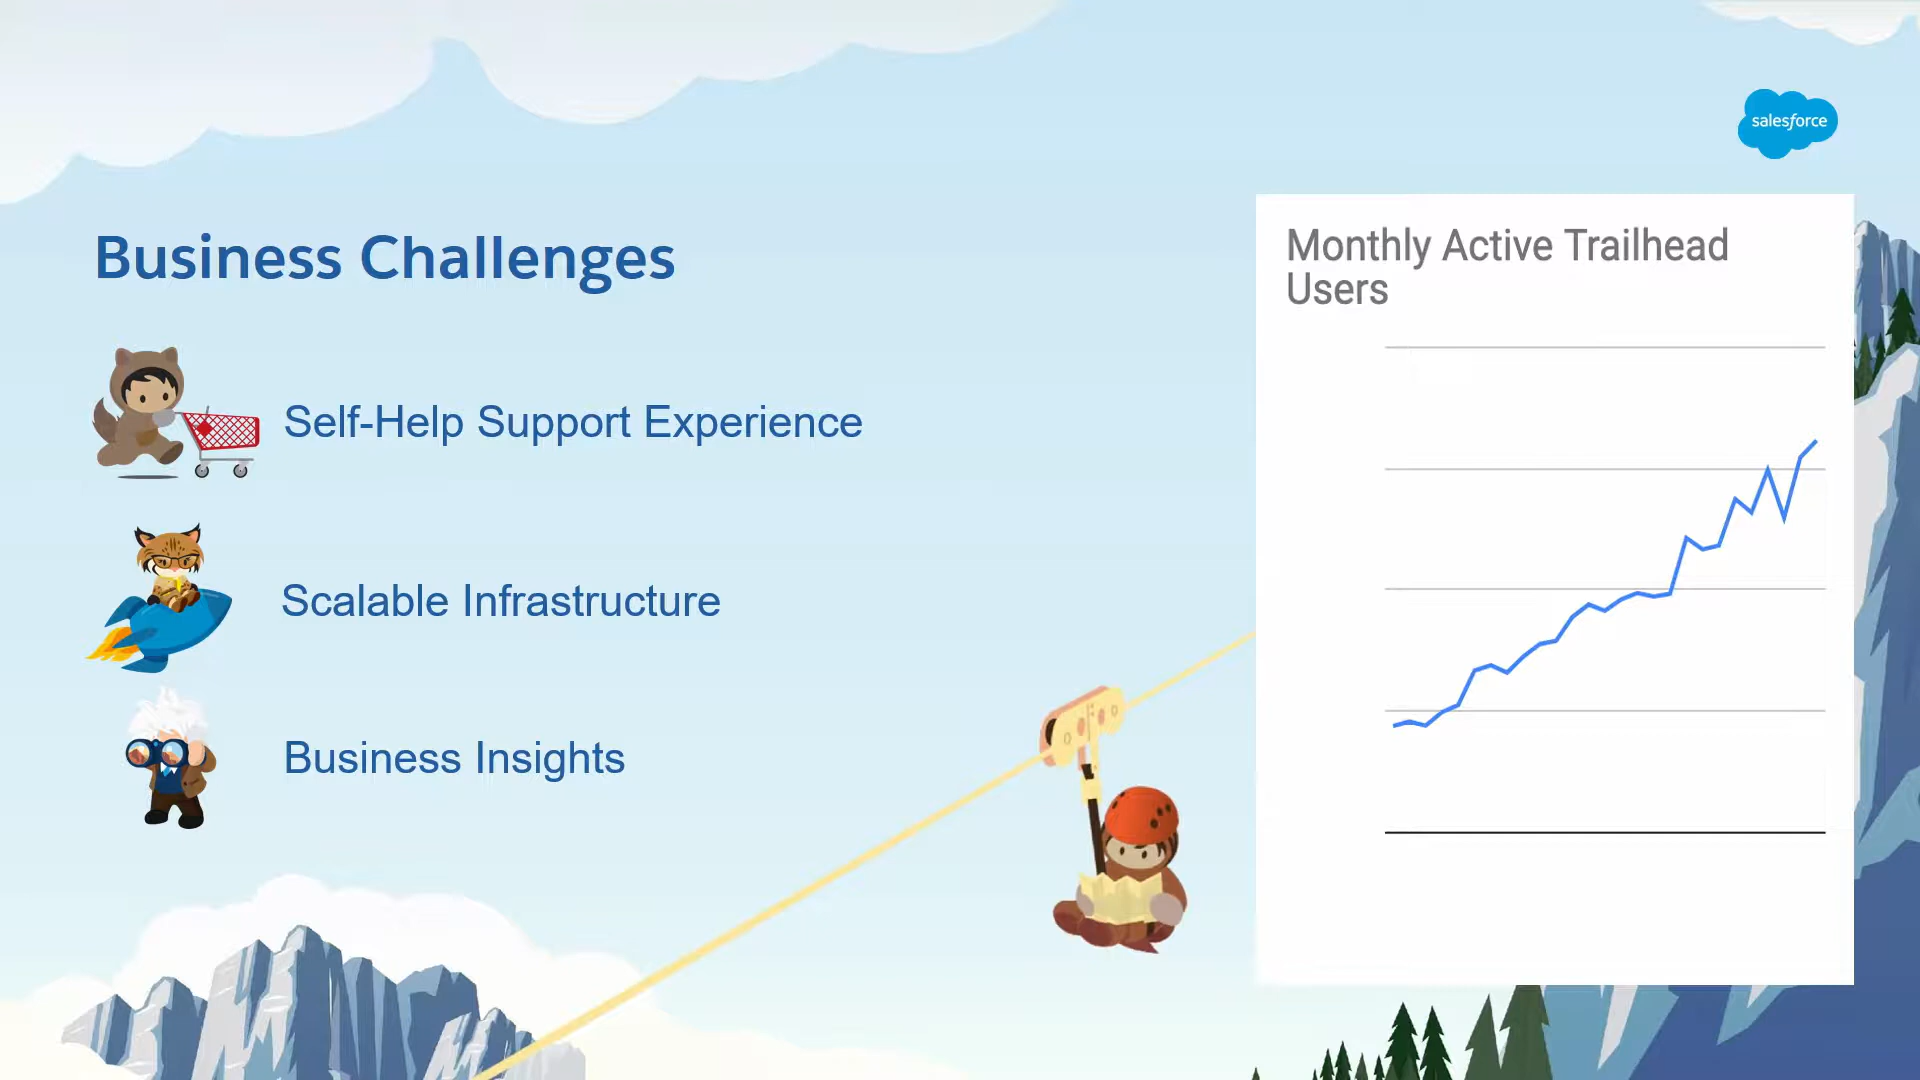 salesforce
Business Challenges
Self-Help Support Experience
Scalable Infrastructure
Business Insights
Monthly Active Trailhead
Users